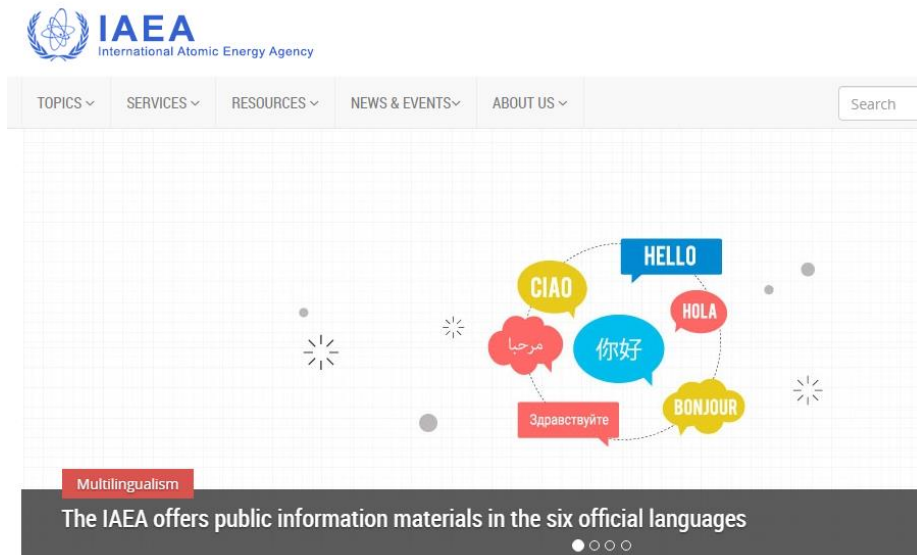 IAEA
International Atomic Energy Agency
TOPICS SERVICES RESOURCES NEWS & EVENTS ABOUT US Search
HELLO
CIAO
HOLA
مرحبا
你好
BONJOUR
Здравствуйте
Multilingualism
The IAEA offers public information materials in the six official languages